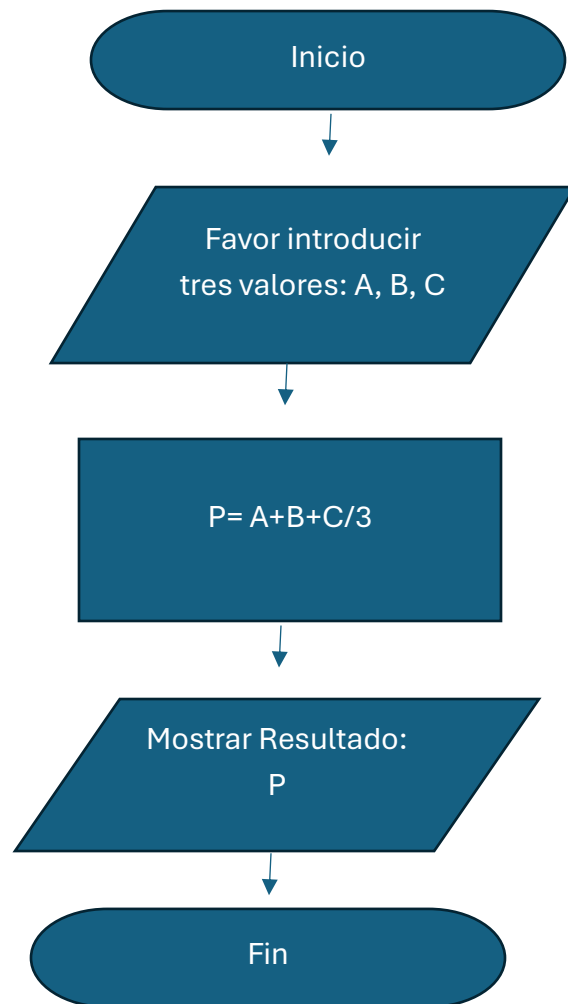 Inicio
Favor introducir
tres valores: A, B, C
P= A+B+C/3
Mostrar Resultado:
P
Fin